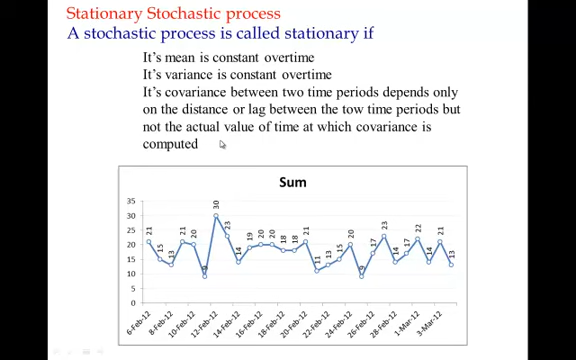 Stationary Stochastic process
A stochastic process is called stationary if
It's mean is constant overtime
It's variance is constant overtime
It's covariance between two time periods depends only
on the distance or lag between the tow time periods but
not the actual value of time at which covariance is
computed
Sum
35
30
25
20
15
10
5
0
21 15 13 21 20 9 30 23 14 19 20 20 18 18 21 11 13 15 20 9 17 23 14 17 22 14 21 13
6-Feb-12 8-Feb-12 10-Feb-12 12-Feb-12 14-Feb-12 16-Feb-12 18-Feb-12 20-Feb-12 22-Feb-12 24-Feb-12 26-Feb-12 28-Feb-12 1-Mar-12 3-Mar-12